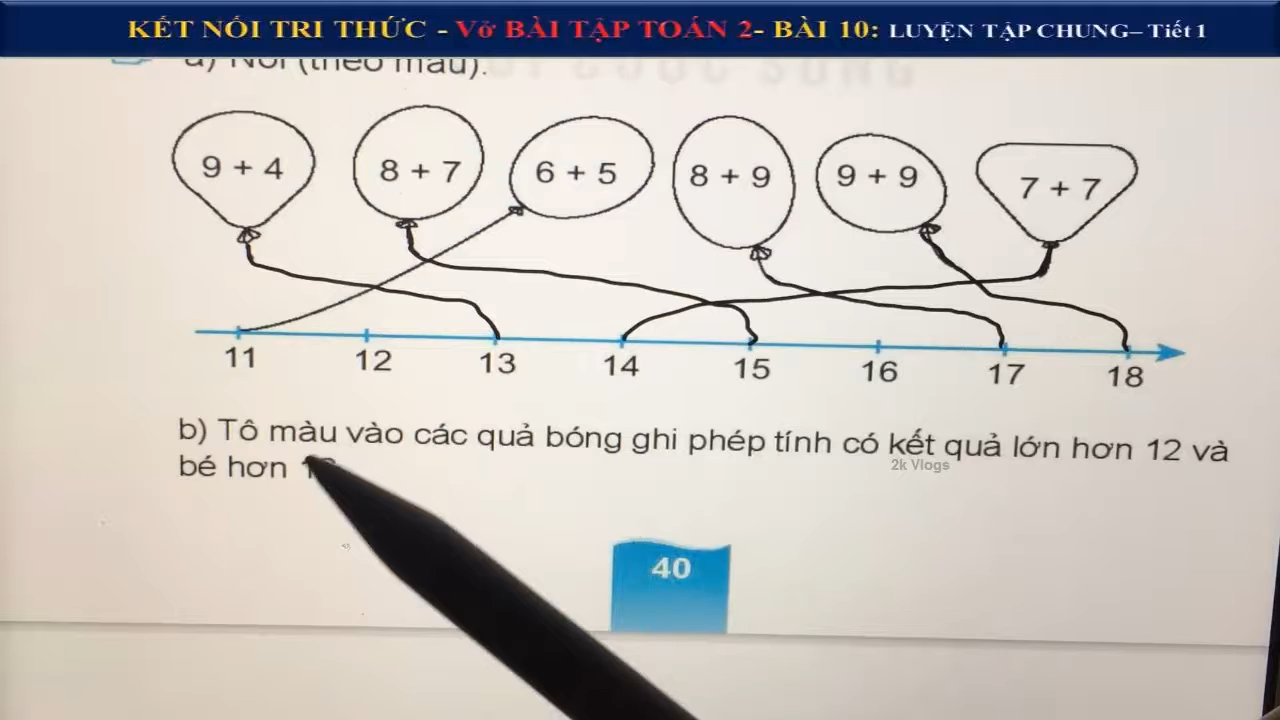 KẾT NỐI TRI THỨC - Vở BÀI TẬP TOÁN 2- BÀI 10: LUYỆN TẬP CHUNG– Tiết 1
a) Nối (theo mẫu).
9 + 4 8 + 7 6 + 5 8 + 9 9 + 9 7 + 7
11 12 13 14 15 16 17 18
b) Tô màu vào các quả bóng ghi phép tính có kết quả lớn hơn 12 và
bé hơn
2k Vlogs
40